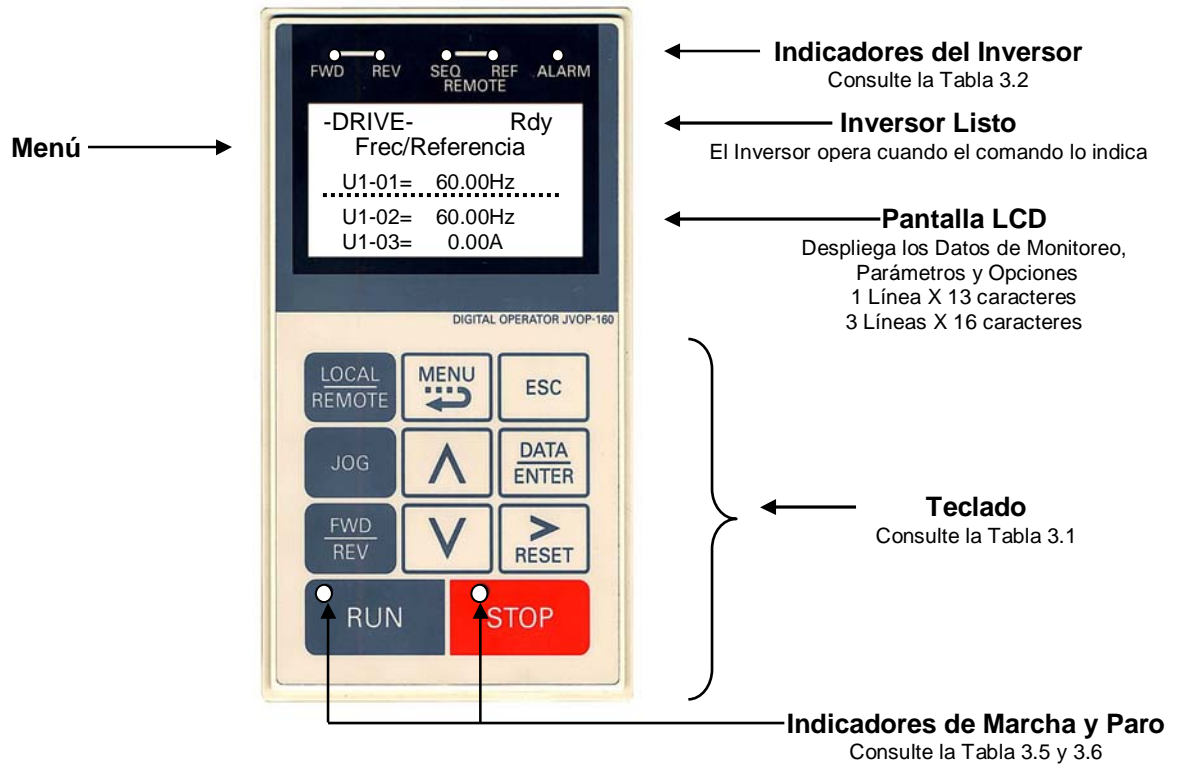 FWD REV SEQ REF ALARM
REMOTE
Indicadores del Inversor
Consulte la Tabla 3.2
-DRIVE- Rdy
Frec/Referencia
U1-01= 60.00Hz
U1-02= 60.00Hz
U1-03= 0.00A
Menú
Inversor Listo
El Inversor opera cuando el comando lo indica
Pantalla LCD
Despliega los Datos de Monitoreo,
Parámetros y Opciones
1 Línea X 13 caracteres
3 Líneas X 16 caracteres
DIGITAL OPERATOR JVOP-160
LOCAL
REMOTE
MENU
ESC
JOG
DATA
ENTER
FWD
REV
>
RESET
RUN
STOP
Teclado
Consulte la Tabla 3.1
Indicadores de Marcha y Paro
Consulte la Tabla 3.5 y 3.6